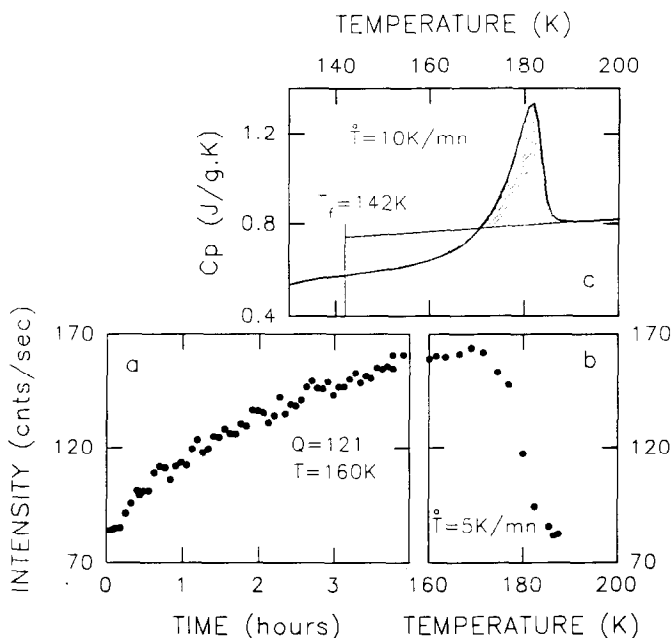 TEMPERATURE (K)
140 160 180 200
Cp (J/g.K)
1.2
0.8
0.4
T̊=10K/mn
T_f=142K
c
INTENSITY (cnts/sec)
170
120
70
a
Q=121
T=160K
0 1 2 3
TIME (hours)
b
T̊=5K/mn
170
120
70
160 180 200
TEMPERATURE (K)